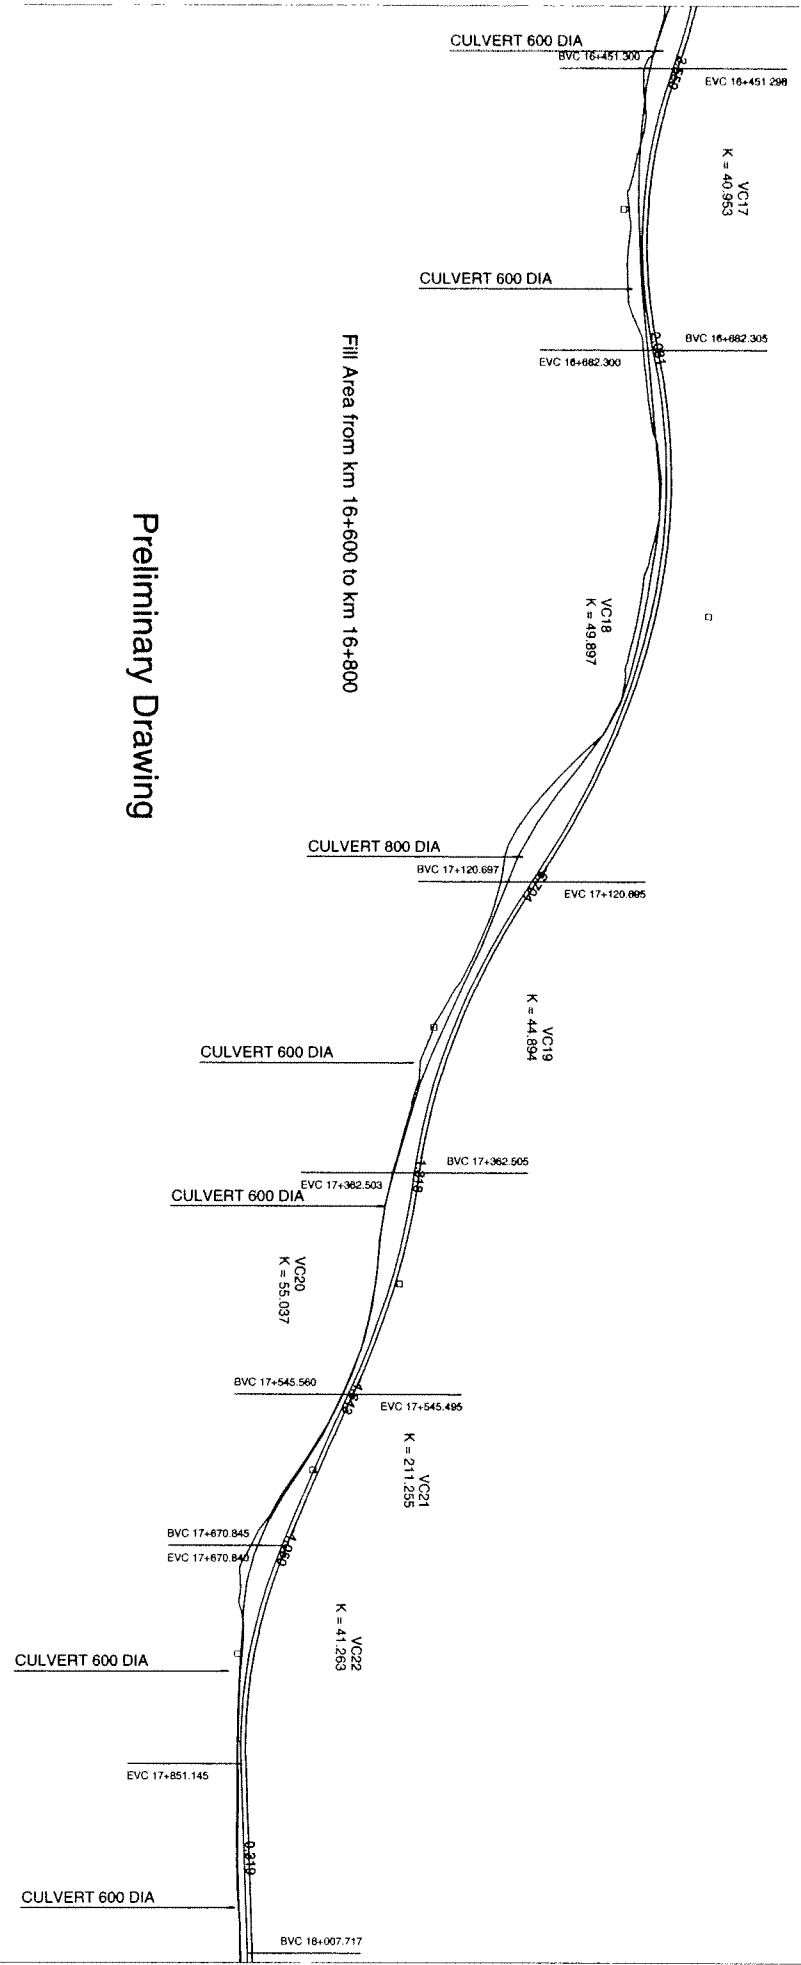 CULVERT 600 DIA
BVC 16+451.300
EVC 16+451.298
VC17
K = 40.953
CULVERT 600 DIA
BVC 16+682.305
EVC 16+682.300
Fill Area from km 16+600 to km 16+800
Preliminary Drawing
VC18
K = 49.897
CULVERT 800 DIA
BVC 17+120.697
EVC 17+120.695
VC19
K = 44.894
CULVERT 600 DIA
BVC 17+362.505
EVC 17+362.503
CULVERT 600 DIA
VC20
K = 55.037
BVC 17+545.560
EVC 17+545.495
VC21
K = 211.255
BVC 17+670.845
EVC 17+670.840
VC22
K = 41.263
CULVERT 600 DIA
EVC 17+851.145
0.319
CULVERT 600 DIA
BVC 18+007.717